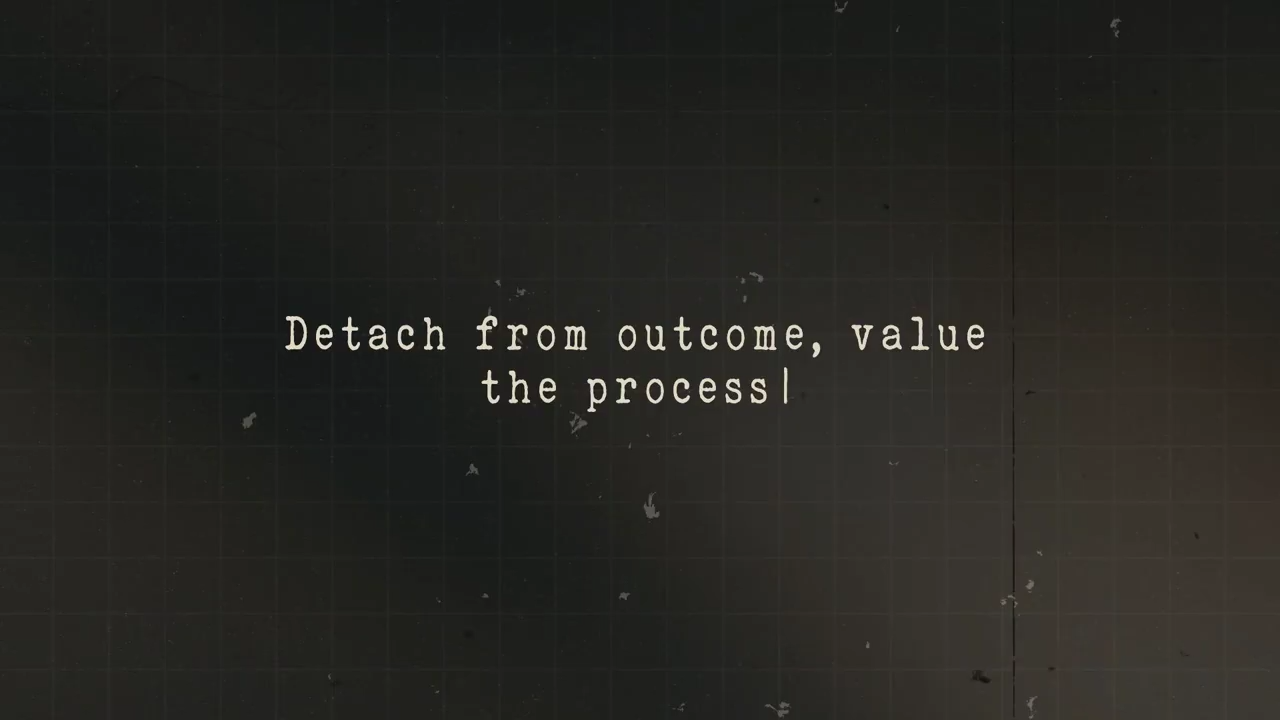 Detach from outcome, value
the process|